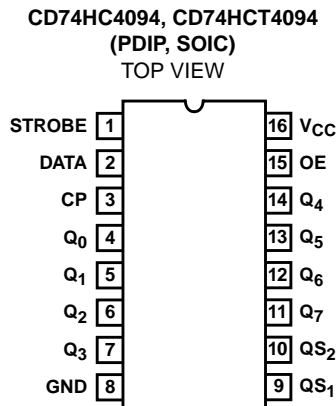 CD74HC4094, CD74HCT4094
(PDIP, SOIC)
TOP VIEW
STROBE 1 16 VCC
DATA 2 15 OE
CP 3 14 Q4
Q0 4 13 Q5
Q1 5 12 Q6
Q2 6 11 Q7
Q3 7 10 QS2
GND 8 9 QS1